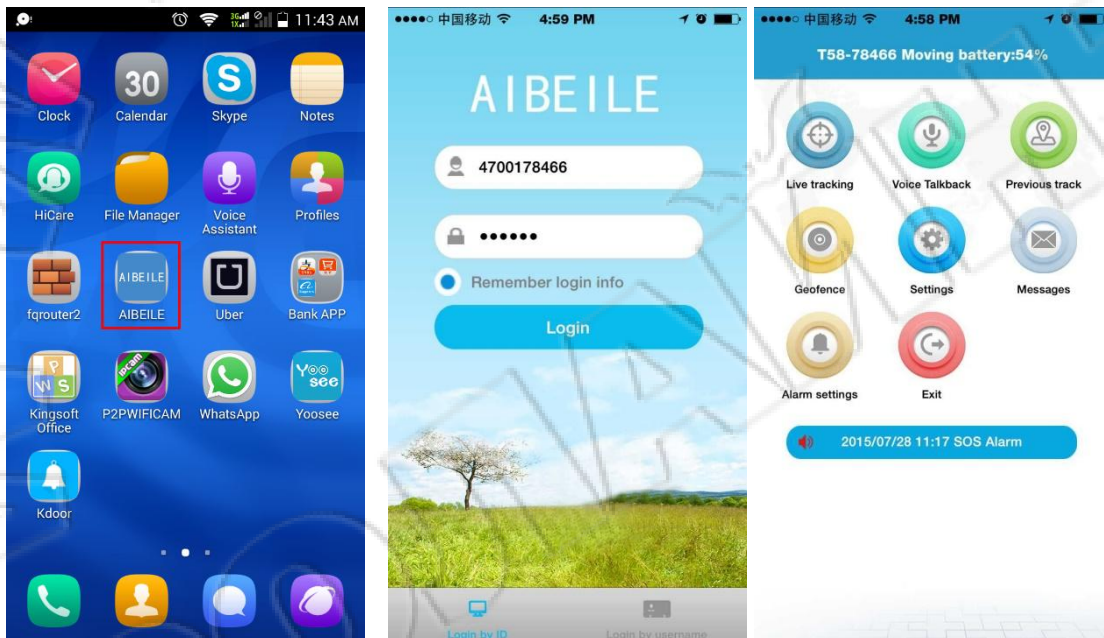 11:43 AM
Clock
30
Calendar
S
Skype
Notes
HiCare
File Manager
Voice
Assistant
Profiles
fqrouter2
AIBEILE
AIBEILE
Uber
Bank APP
P
W S
Kingsoft
Office
IPcam
P2PWIFICAM
WhatsApp
Yoo
see
Yoosee
Kdoor
中国移动 4:59 PM
AIBEILE
4700178466
Remember login info
Login
Login by ID
Login by username
中国移动 4:58 PM
T58-78466 Moving battery:54%
Live tracking
Voice Talkback
Previous track
Geofence
Settings
Messages
Alarm settings
Exit
2015/07/28 11:17 SOS Alarm